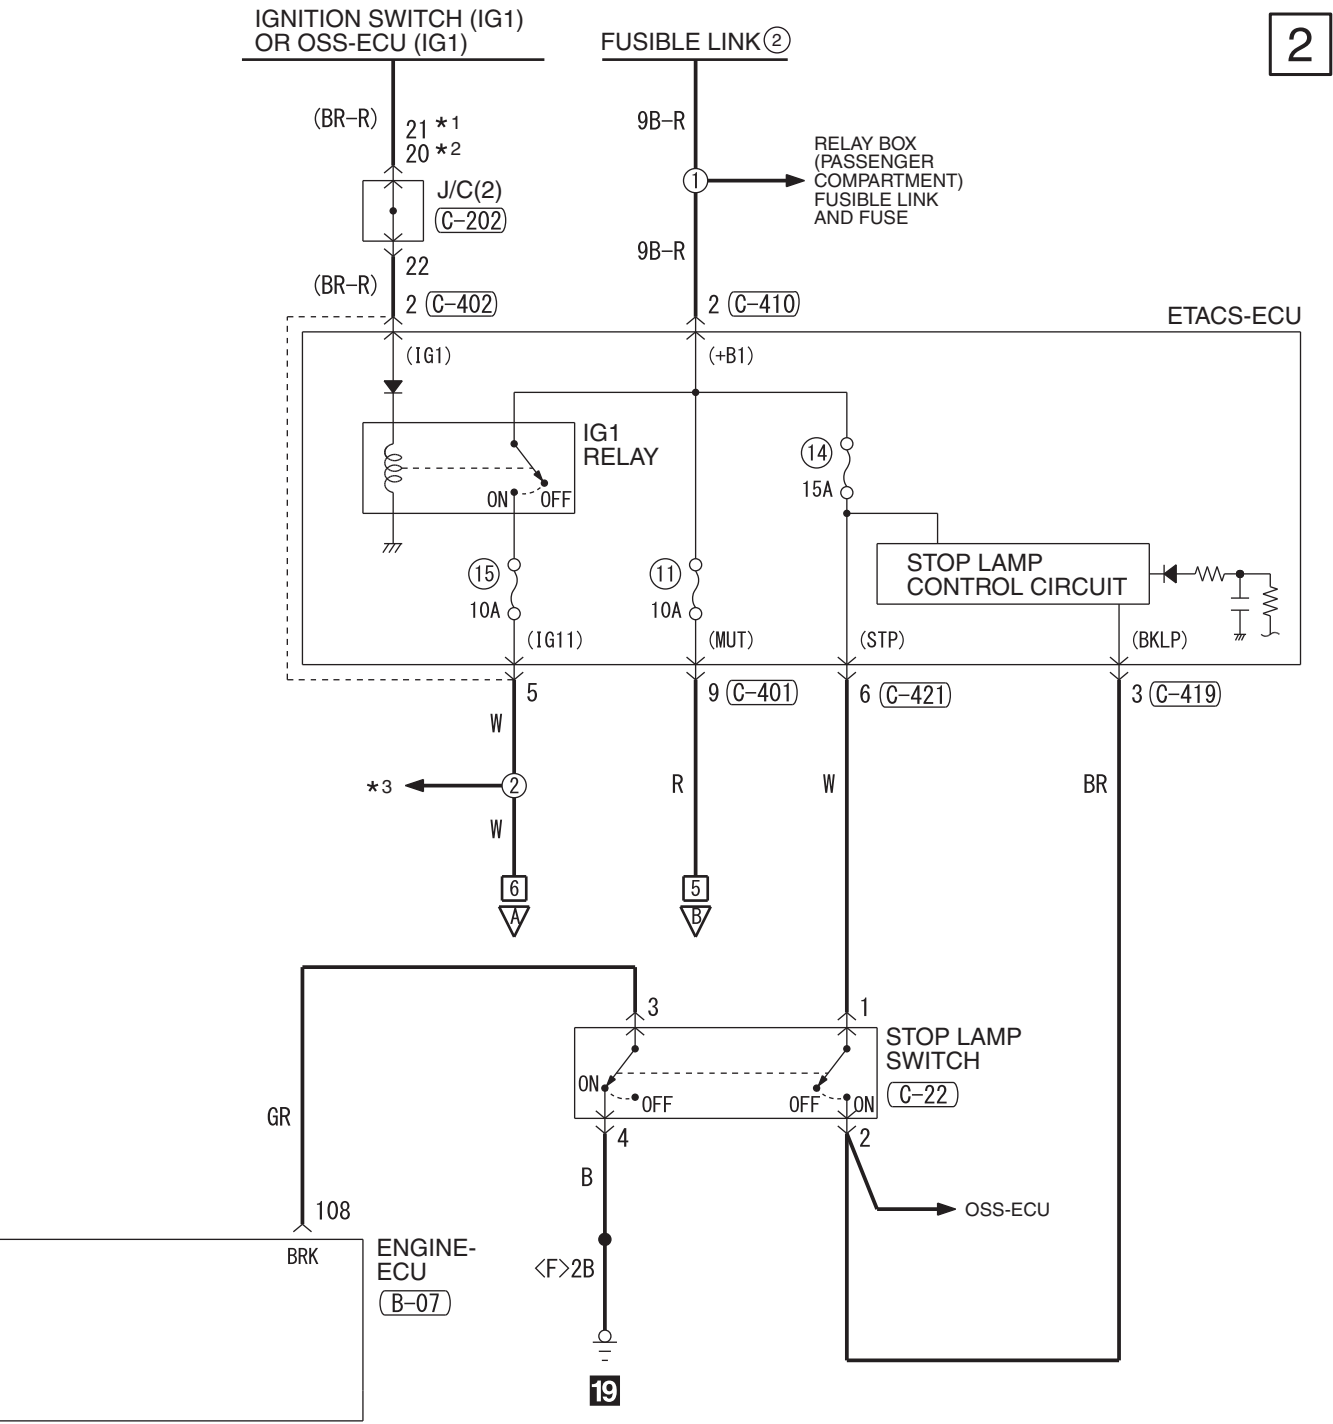 IGNITION SWITCH (IG1)
OR OSS-ECU (IG1)
FUSIBLE LINK ②
2
(BR-R)
21 *1
20 *2
9B-R
1
RELAY BOX
(PASSENGER
COMPARTMENT)
FUSIBLE LINK
AND FUSE
J/C(2)
C-202
9B-R
22
(BR-R)
2 C-402
2 C-410
ETACS-ECU
(IG1)
(+B1)
IG1
RELAY
ON
OFF
14
15A
STOP LAMP
CONTROL CIRCUIT
15
10A
11
10A
(IG11)
(MUT)
(STP)
(BKLP)
5
9 C-401
6 C-421
3 C-419
W
*3
2
R
W
BR
W
6
A
5
B
3
1
STOP LAMP
SWITCH
C-22
ON
OFF
OFF
ON
GR
4
2
B
OSS-ECU
108
BRK
ENGINE-
ECU
B-07
<F>2B
19